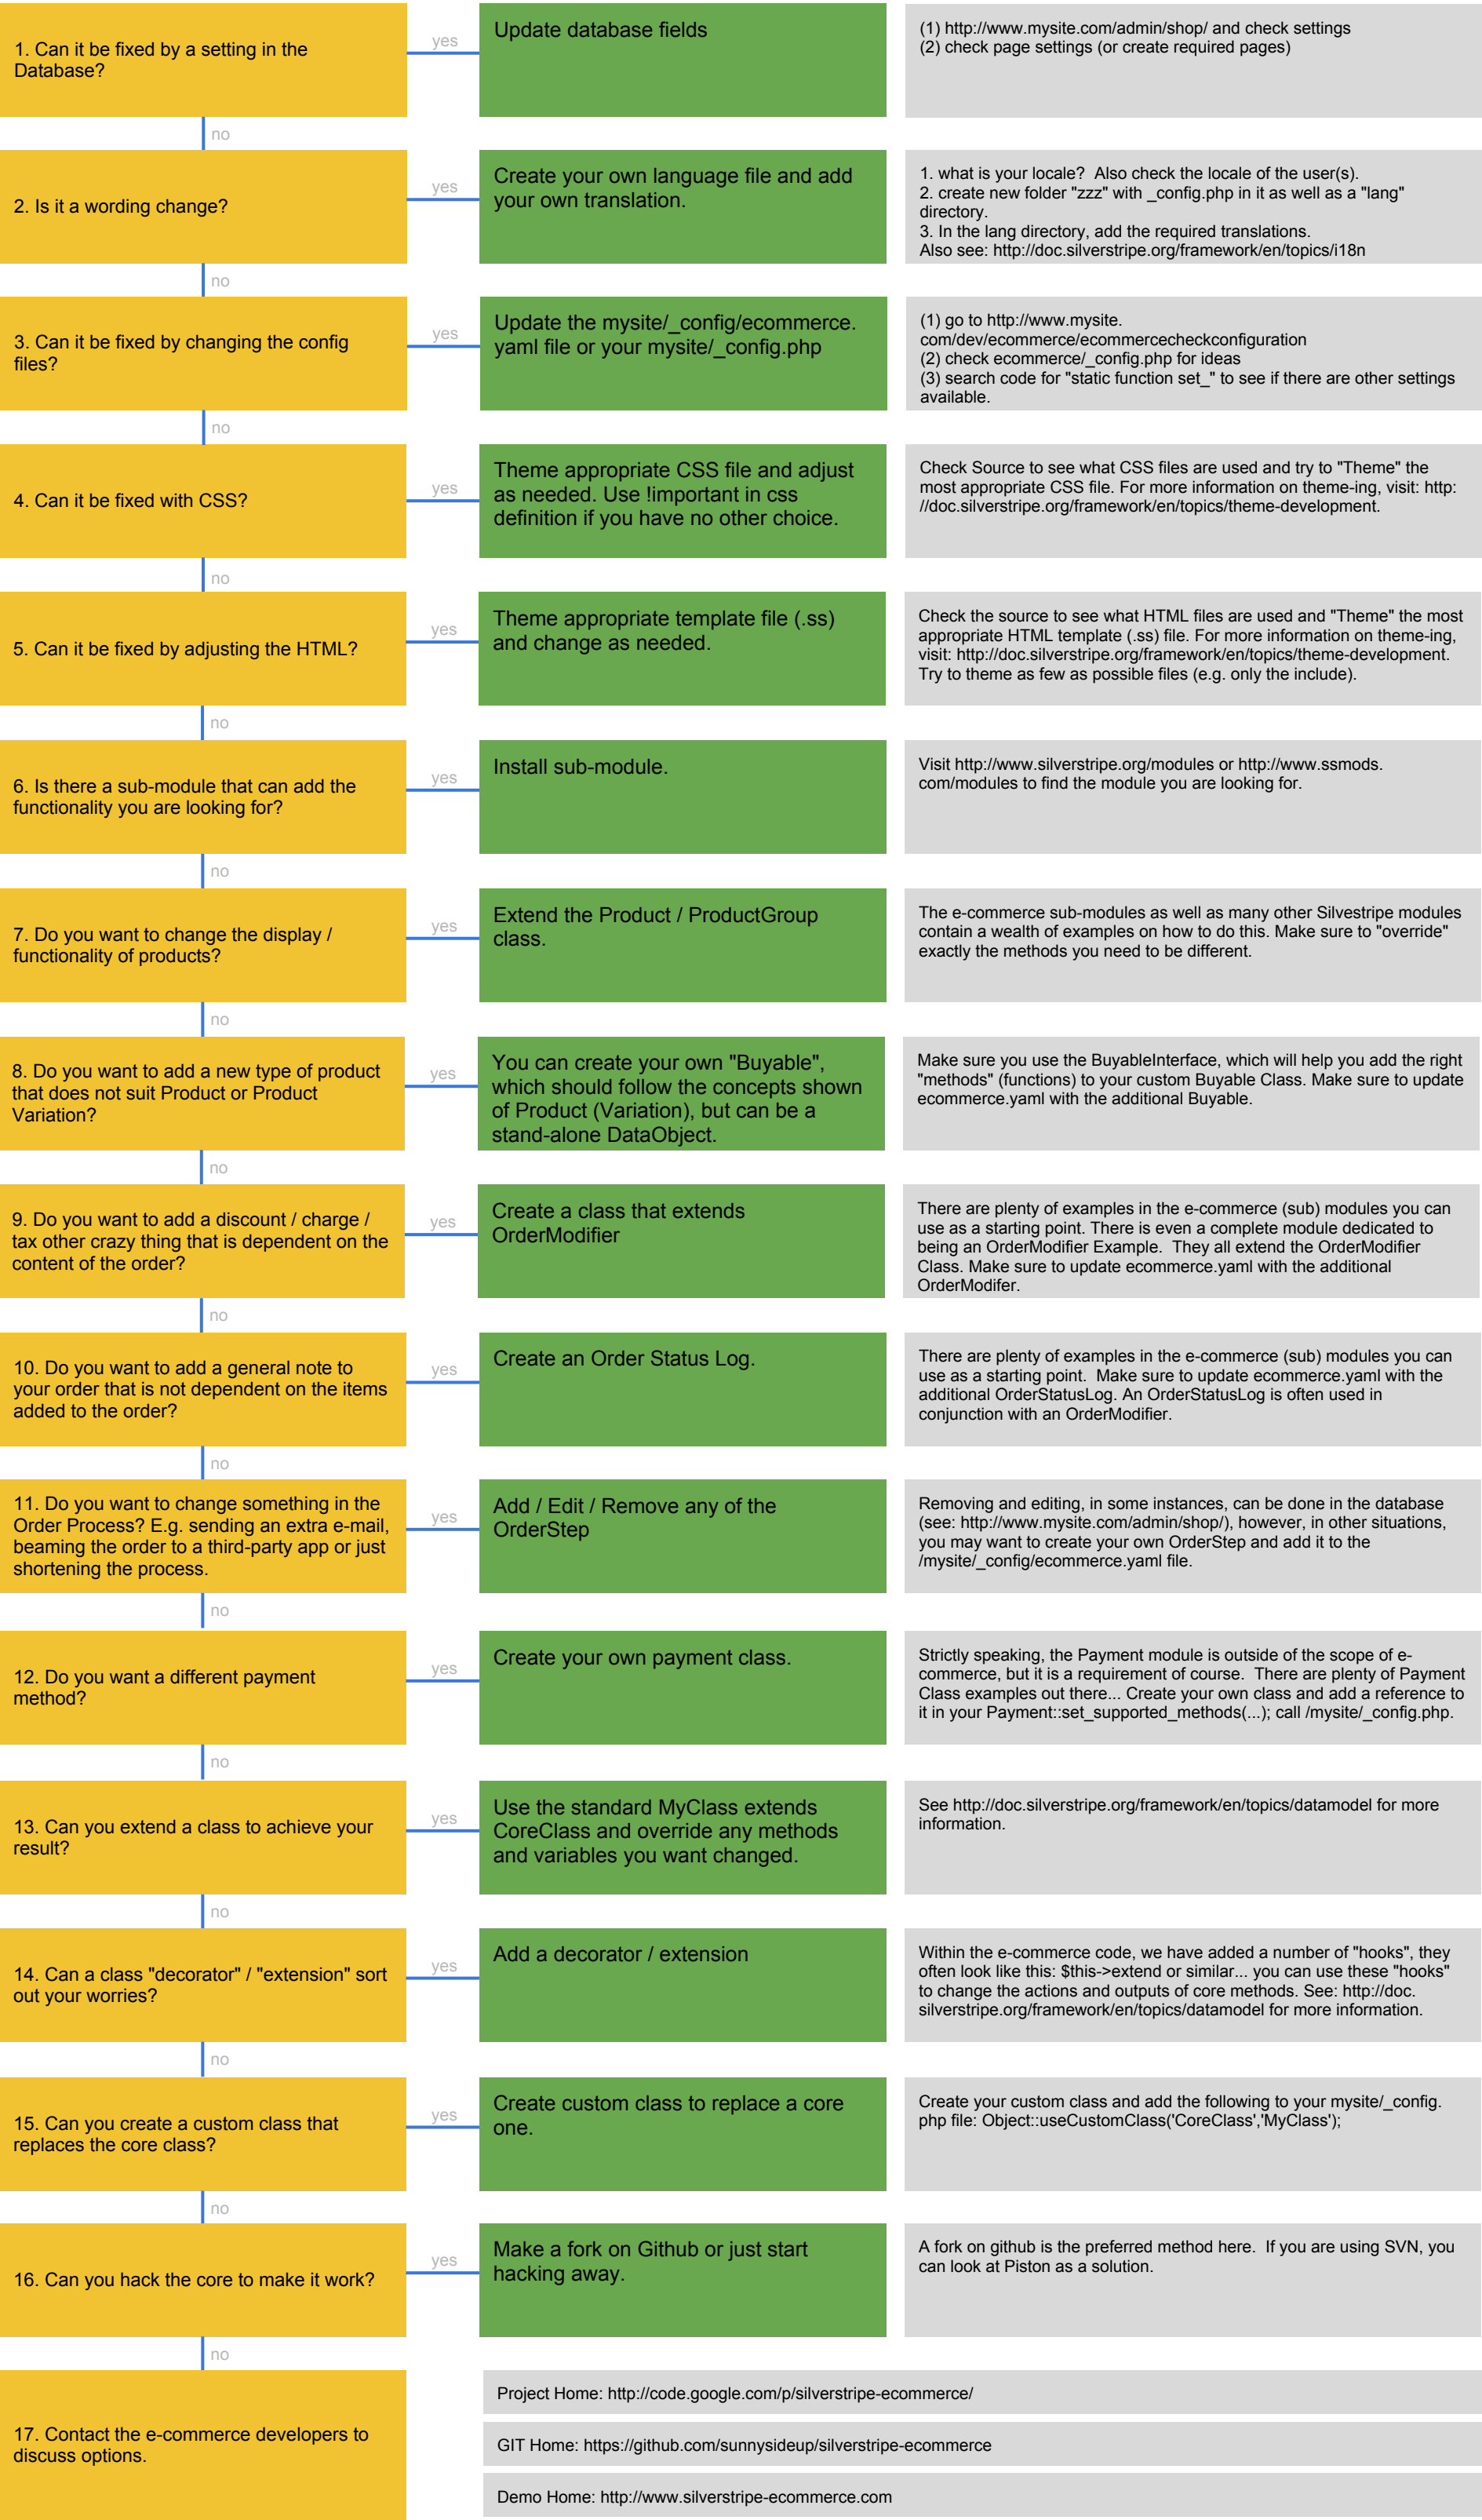 1. Can it be fixed by a setting in the
Database?
yes
Update database fields
(1) http://www.mysite.com/admin/shop/ and check settings
(2) check page settings (or create required pages)
no
2. Is it a wording change?
yes
Create your own language file and add
your own translation.
1. what is your locale?  Also check the locale of the user(s).
2. create new folder "zzz" with _config.php in it as well as a "lang"
directory.
3. In the lang directory, add the required translations.
Also see: http://doc.silverstripe.org/framework/en/topics/i18n
no
3. Can it be fixed by changing the config
files?
yes
Update the mysite/_config/ecommerce.
yaml file or your mysite/_config.php
(1) go to http://www.mysite.
com/dev/ecommerce/ecommercecheckconfiguration
(2) check ecommerce/_config.php for ideas
(3) search code for "static function set_" to see if there are other settings
available.
no
4. Can it be fixed with CSS?
yes
Theme appropriate CSS file and adjust
as needed. Use !important in css
definition if you have no other choice.
Check Source to see what CSS files are used and try to "Theme" the
most appropriate CSS file. For more information on theme-ing, visit: http:
//doc.silverstripe.org/framework/en/topics/theme-development.
no
5. Can it be fixed by adjusting the HTML?
yes
Theme appropriate template file (.ss)
and change as needed.
Check the source to see what HTML files are used and "Theme" the most
appropriate HTML template (.ss) file. For more information on theme-ing,
visit: http://doc.silverstripe.org/framework/en/topics/theme-development.
Try to theme as few as possible files (e.g. only the include).
no
6. Is there a sub-module that can add the
functionality you are looking for?
yes
Install sub-module.
Visit http://www.silverstripe.org/modules or http://www.ssmods.
com/modules to find the module you are looking for.
no
7. Do you want to change the display /
functionality of products?
yes
Extend the Product / ProductGroup
class.
The e-commerce sub-modules as well as many other Silvestripe modules
contain a wealth of examples on how to do this. Make sure to "override"
exactly the methods you need to be different.
no
8. Do you want to add a new type of product
that does not suit Product or Product
Variation?
yes
You can create your own "Buyable",
which should follow the concepts shown
of Product (Variation), but can be a
stand-alone DataObject.
Make sure you use the BuyableInterface, which will help you add the right
"methods" (functions) to your custom Buyable Class. Make sure to update
ecommerce.yaml with the additional Buyable.
no
9. Do you want to add a discount / charge /
tax other crazy thing that is dependent on the
content of the order?
yes
Create a class that extends
OrderModifier
There are plenty of examples in the e-commerce (sub) modules you can
use as a starting point. There is even a complete module dedicated to
being an OrderModifier Example.  They all extend the OrderModifier
Class. Make sure to update ecommerce.yaml with the additional
OrderModifer.
no
10. Do you want to add a general note to
your order that is not dependent on the items
added to the order?
yes
Create an Order Status Log.
There are plenty of examples in the e-commerce (sub) modules you can
use as a starting point.  Make sure to update ecommerce.yaml with the
additional OrderStatusLog. An OrderStatusLog is often used in
conjunction with an OrderModifier.
no
11. Do you want to change something in the
Order Process? E.g. sending an extra e-mail,
beaming the order to a third-party app or just
shortening the process.
yes
Add / Edit / Remove any of the
OrderStep
Removing and editing, in some instances, can be done in the database
(see: http://www.mysite.com/admin/shop/), however, in other situations,
you may want to create your own OrderStep and add it to the
/mysite/_config/ecommerce.yaml file.
no
12. Do you want a different payment
method?
yes
Create your own payment class.
Strictly speaking, the Payment module is outside of the scope of e-
commerce, but it is a requirement of course.  There are plenty of Payment
Class examples out there... Create your own class and add a reference to
it in your Payment::set_supported_methods(...); call /mysite/_config.php.
no
13. Can you extend a class to achieve your
result?
yes
Use the standard MyClass extends
CoreClass and override any methods
and variables you want changed.
See http://doc.silverstripe.org/framework/en/topics/datamodel for more
information.
no
14. Can a class "decorator" / "extension" sort
out your worries?
yes
Add a decorator / extension
Within the e-commerce code, we have added a number of "hooks", they
often look like this: $this->extend or similar... you can use these "hooks"
to change the actions and outputs of core methods. See: http://doc.
silverstripe.org/framework/en/topics/datamodel for more information.
no
15. Can you create a custom class that
replaces the core class?
yes
Create custom class to replace a core
one.
Create your custom class and add the following to your mysite/_config.
php file: Object::useCustomClass('CoreClass','MyClass');
no
16. Can you hack the core to make it work?
yes
Make a fork on Github or just start
hacking away.
A fork on github is the preferred method here.  If you are using SVN, you
can look at Piston as a solution.
no
17. Contact the e-commerce developers to
discuss options.
Project Home: http://code.google.com/p/silverstripe-ecommerce/
GIT Home: https://github.com/sunnysideup/silverstripe-ecommerce
Demo Home: http://www.silverstripe-ecommerce.com